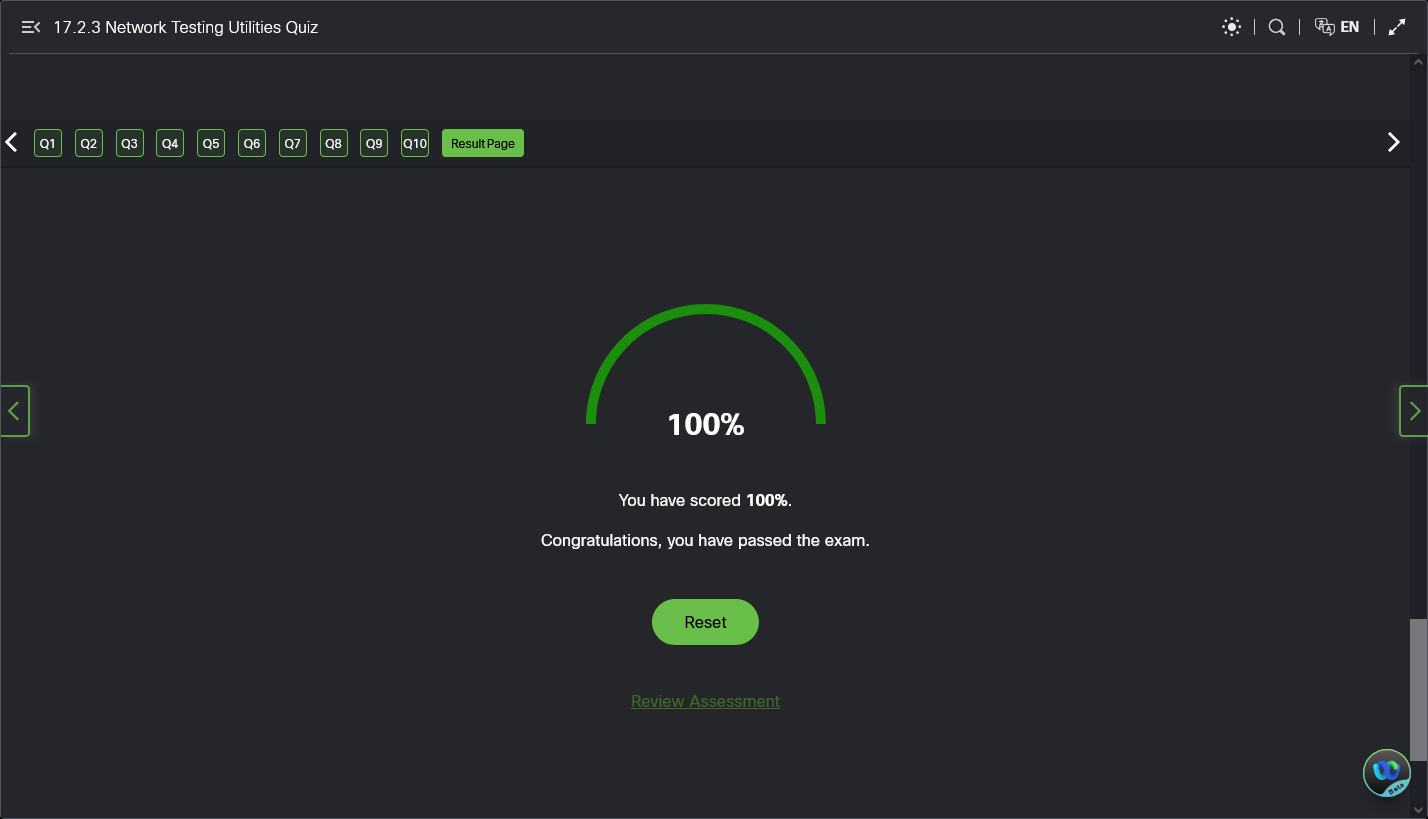 17.2.3 Network Testing Utilities Quiz
EN
Q1 Q2 Q3 Q4 Q5 Q6 Q7 Q8 Q9 Q10 Result Page
100%
You have scored 100%.
Congratulations, you have passed the exam.
Reset
Review Assessment
Beta